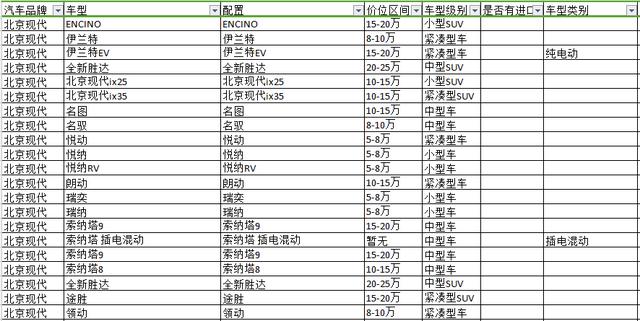 汽车品牌 车型 配置 价位区间 车型级别 是否有进口 车型类别
北京现代 ENCINO ENCINO 15-20万 小型SUV
北京现代 伊兰特 伊兰特 8-10万 紧凑型车
北京现代 伊兰特EV 伊兰特EV 15-20万 紧凑型车 纯电动
北京现代 全新胜达 全新胜达 20-25万 中型SUV
北京现代 北京现代ix25 北京现代ix25 10-15万 小型SUV
北京现代 北京现代ix35 北京现代ix35 10-15万 紧凑型SUV
北京现代 名图 名图 10-15万 中型车
北京现代 名驭 名驭 8-10万 中型车
北京现代 悦动 悦动 5-8万 紧凑型车
北京现代 悦纳 悦纳 5-8万 小型车
北京现代 悦纳RV 悦纳RV 5-8万 小型车
北京现代 朗动 朗动 10-15万 紧凑型车
北京现代 瑞奕 瑞奕 5-8万 小型车
北京现代 瑞纳 瑞纳 5-8万 小型车
北京现代 索纳塔9 索纳塔9 15-20万 中型车
北京现代 索纳塔 插电混动 索纳塔 插电混动 暂无 中型车 插电混动
北京现代 索纳塔9 索纳塔9 15-20万 中型车
北京现代 索纳塔8 索纳塔8 10-15万 中型车
北京现代 全新胜达 全新胜达 20-25万 中型SUV
北京现代 途胜 途胜 15-20万 紧凑型SUV
北京现代 领动 领动 8-10万 紧凑型车